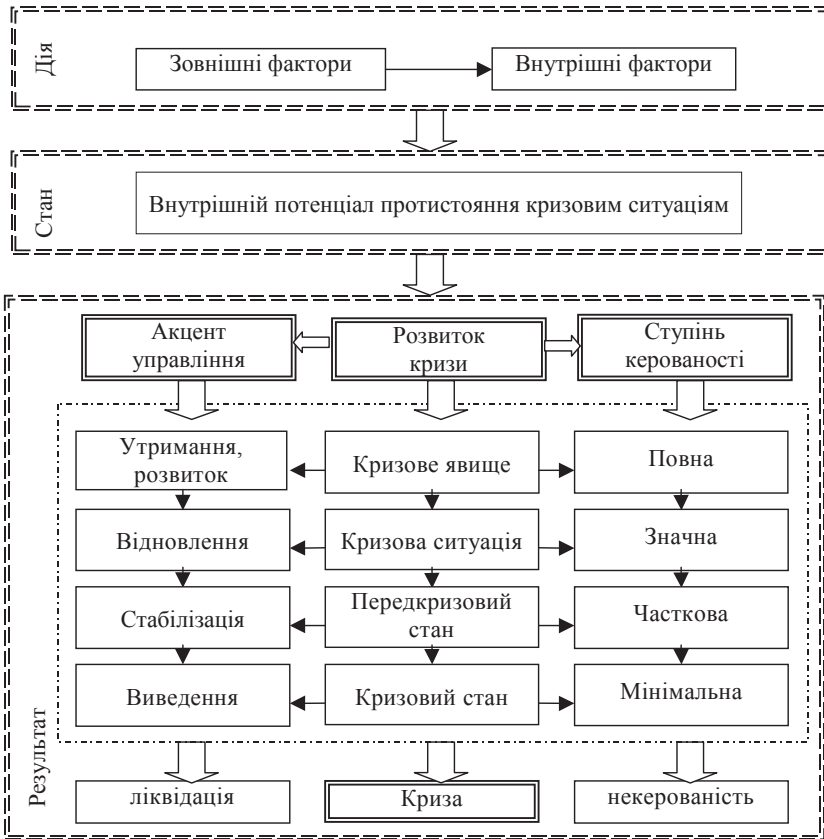 Дія
Зовнішні фактори
Внутрішні фактори
Стан
Внутрішній потенціал протистояння кризовим ситуаціям
Результат
Акцент
управління
Розвиток
кризи
Ступінь
керованості
Утримання,
розвиток
Кризове явище
Повна
Відновлення
Кризова ситуація
Значна
Стабілізація
Передкризовий
стан
Часткова
Виведення
Кризовий стан
Мінімальна
ліквідація
Криза
некерованість